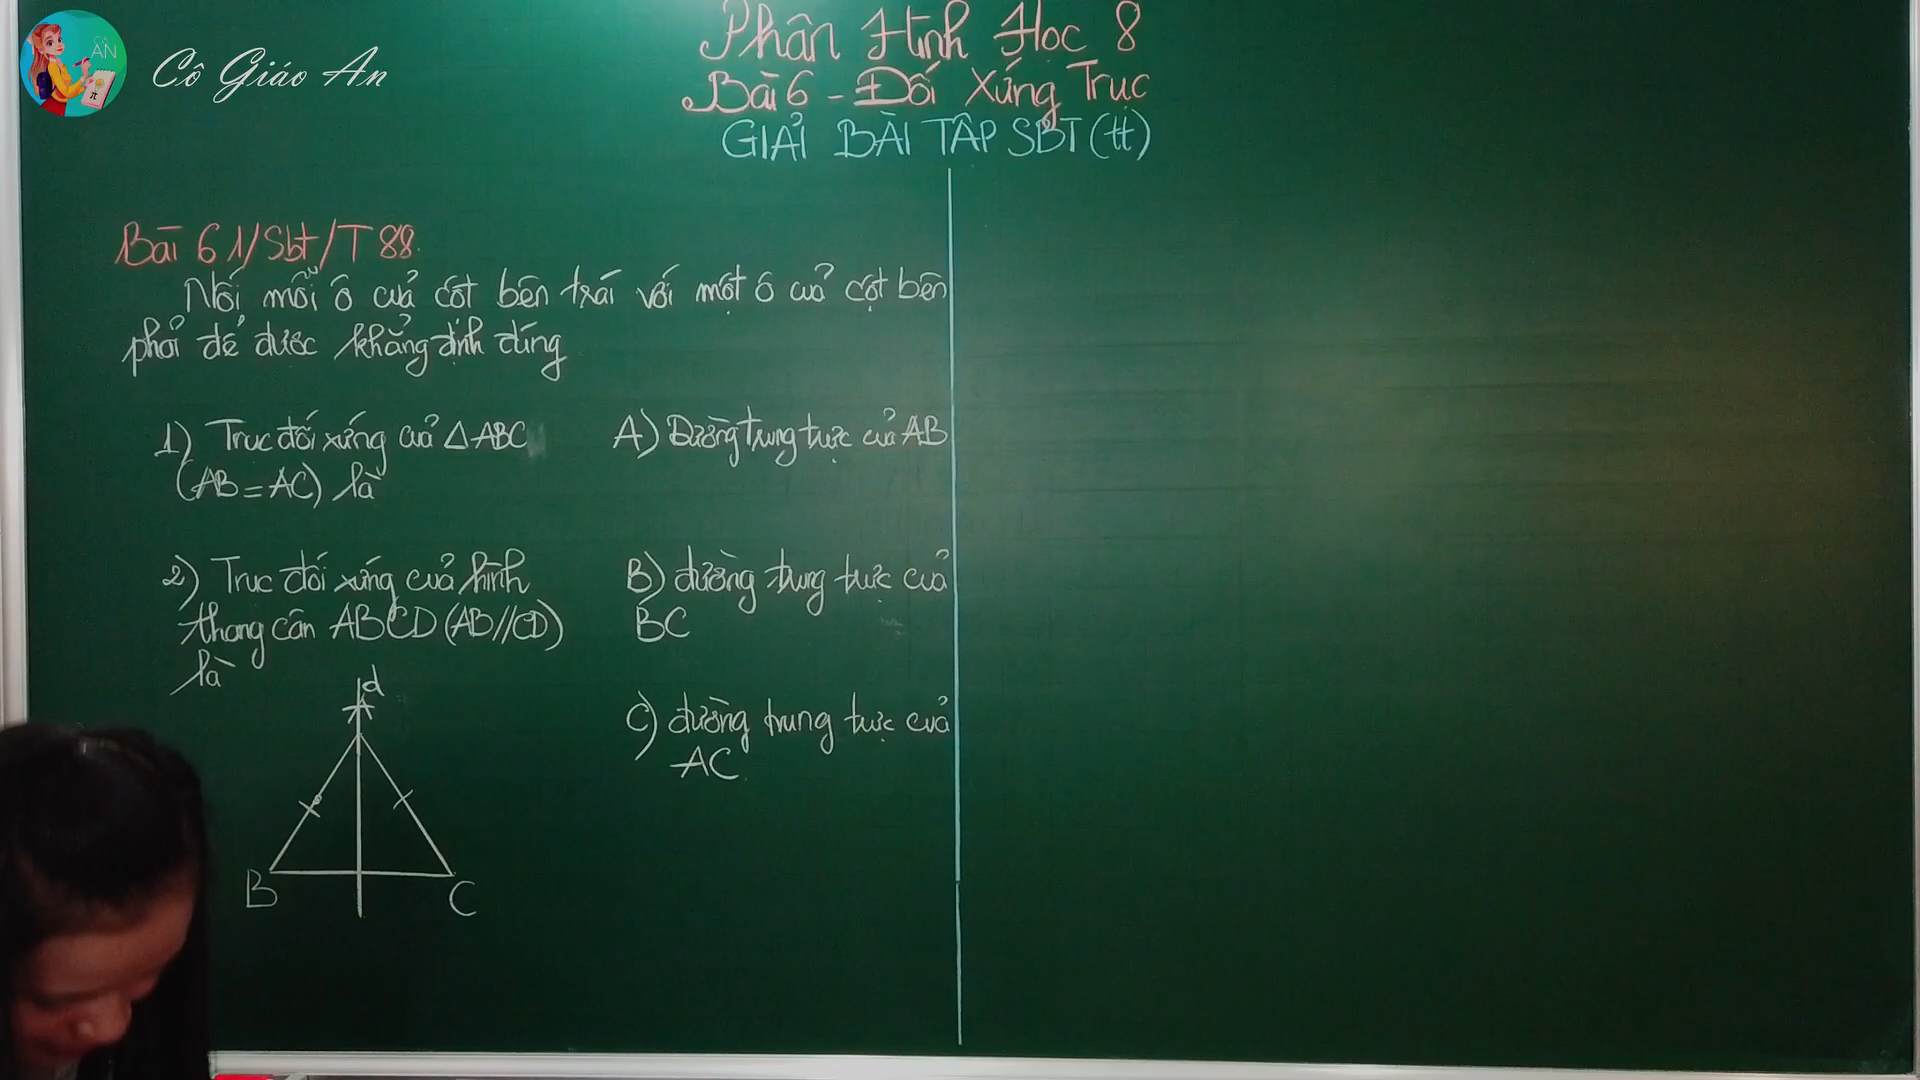 CÔ
AN
Cô Giáo An
Phần Hình Học 8
Bài 6 - Đối Xứng Trục
GIẢI BÀI TẬP SBT (tt)
Bài 61/Sbt/T88.
Nối mỗi ô của cột bên trái với một ô của cột bên
phải để được khẳng định đúng
1) Trục đối xứng của △ABC
(AB = AC) là
2) Trục đối xứng của hình
thang cân ABCD (AB//CD)
là
A) Đường trung trực của AB
B) đường trung trực của
BC
C) đường trung trực của
AC
d
A
B
C